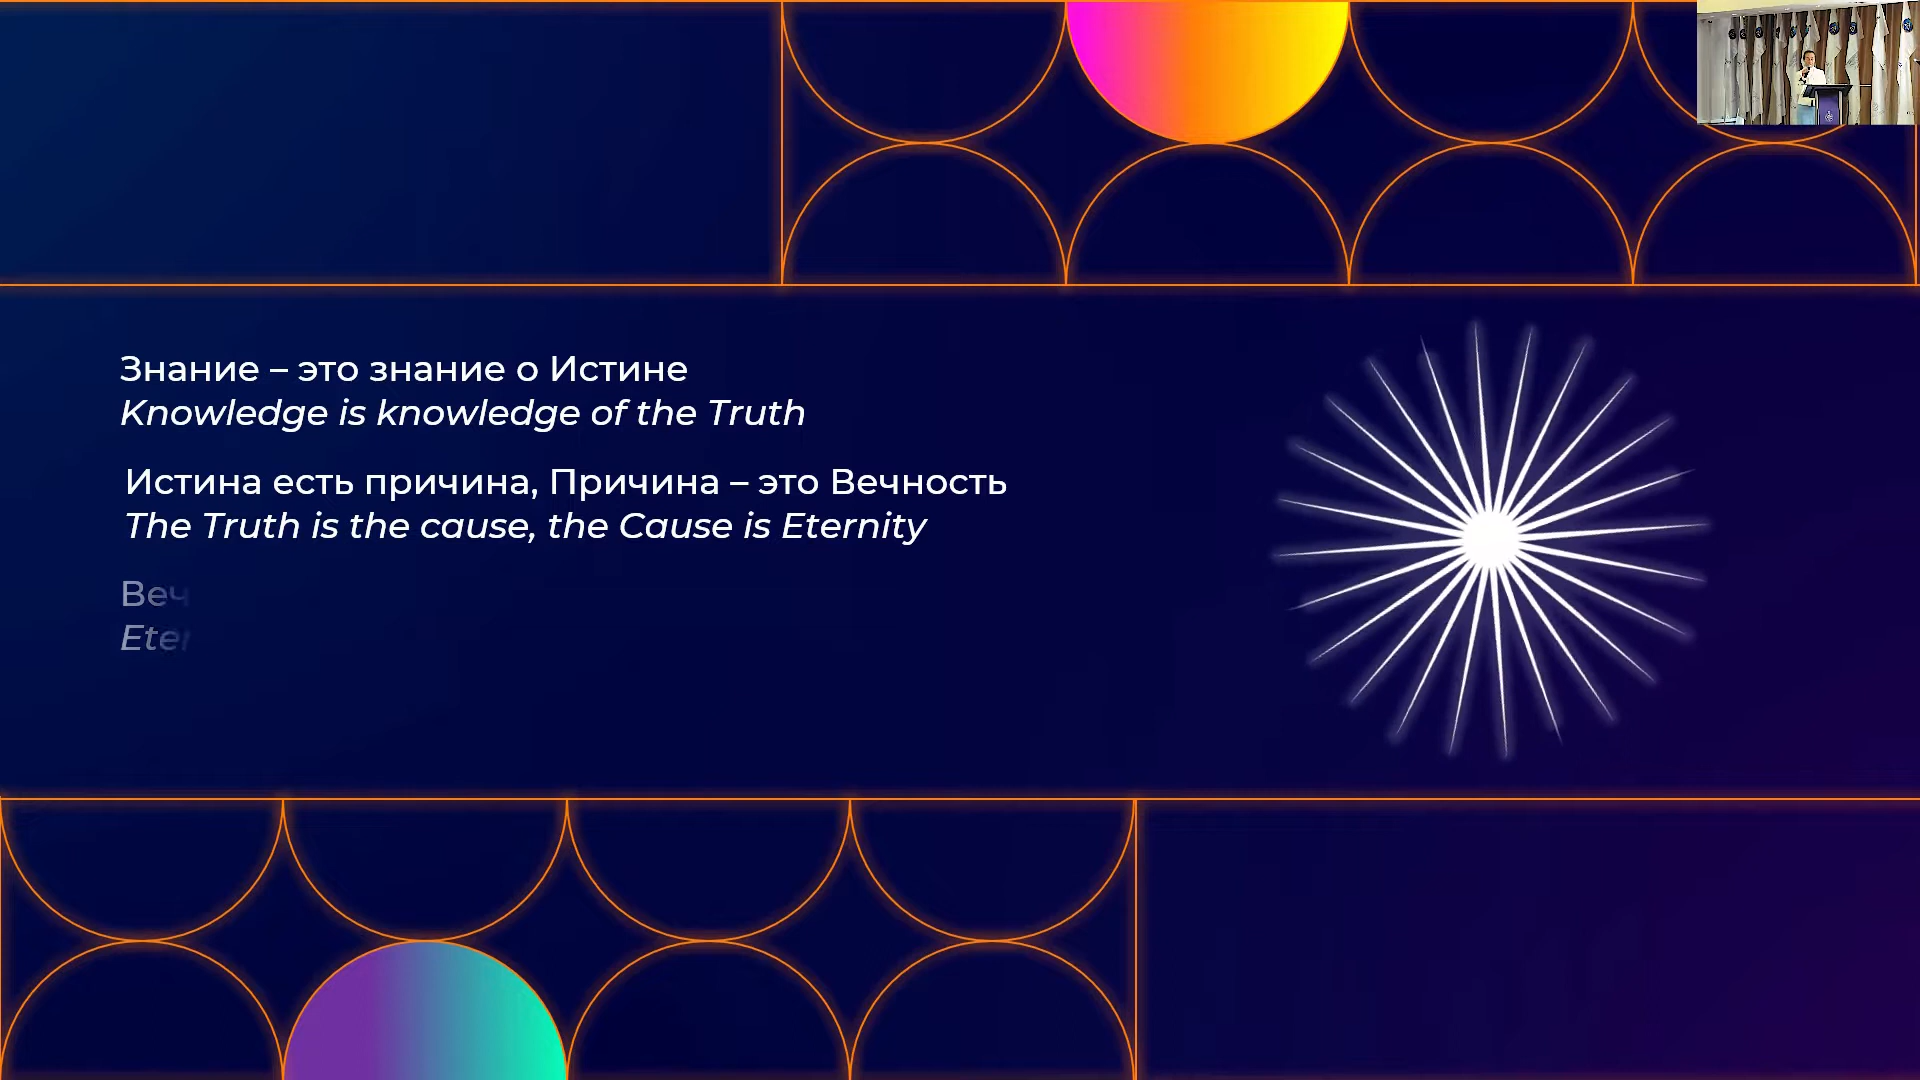 Знание – это знание о Истине
Knowledge is knowledge of the Truth
Истина есть причина, Причина – это Вечность
The Truth is the cause, the Cause is Eternity